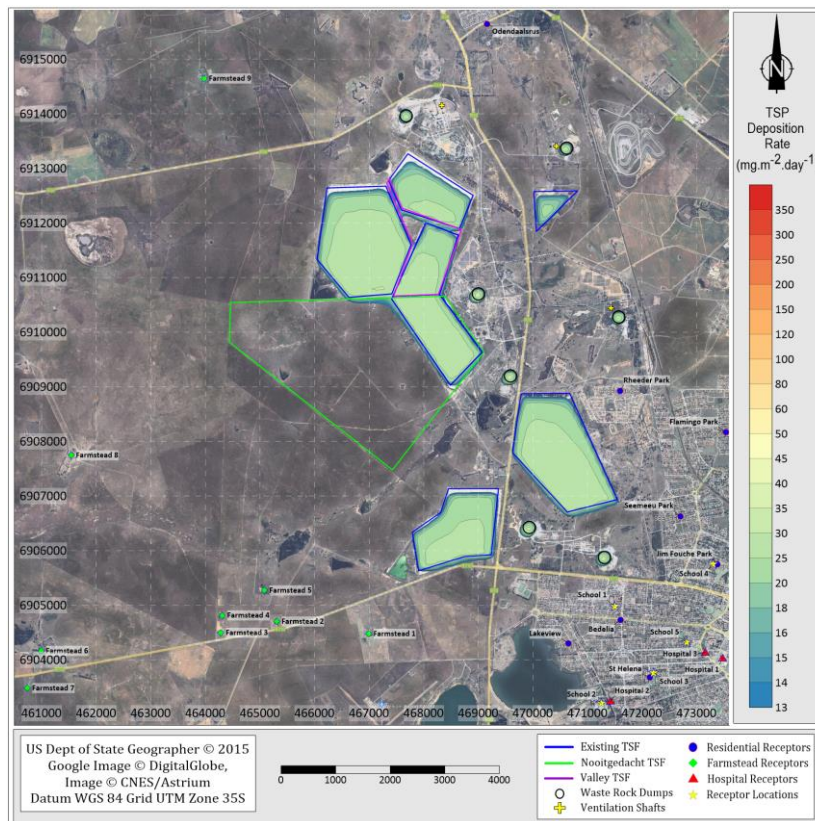 Odendaalsrus
6915000
Farmstead 9
6914000
6913000
6912000
6911000
6910000
6909000
Rheeder Park
Flamingo Park
6908000
Farmstead 8
6907000
Seemeeu Park
6906000
Jim Fouche Park
School 4
Farmstead 5
School 1
6905000
Farmstead 4
Farmstead 2
Bedelia
Farmstead 3
Farmstead 1
Lakeview
School 5
Farmstead 6
6904000
Hospital 3
St Helena
Hospital 1
School 3
Farmstead 7
School 2
Hospital 2
461000 462000 463000 464000 465000 466000 467000 468000 469000 470000 471000 472000 473000
N
TSP
Deposition
Rate
(mg.m-2.day-1
350
300
250
200
150
120
100
80
60
50
45
40
35
30
25
20
18
16
14
13
US Dept of State Geographer © 2015
Google Image © DigitalGlobe,
Image © CNES/Astrium
Datum WGS 84 Grid UTM Zone 35S
0 1000 2000 3000 4000
Existing TSF
Nooitgedacht TSF
Valley TSF
Waste Rock Dumps
Ventilation Shafts
Residential Receptors
Farmstead Receptors
Hospital Receptors
Receptor Locations